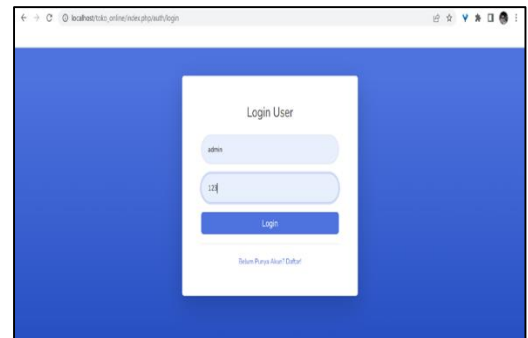 localhost/toko_online/index.php/auth/login
Login User
admin
123
Login
Belum Punya Akun? Daftar!